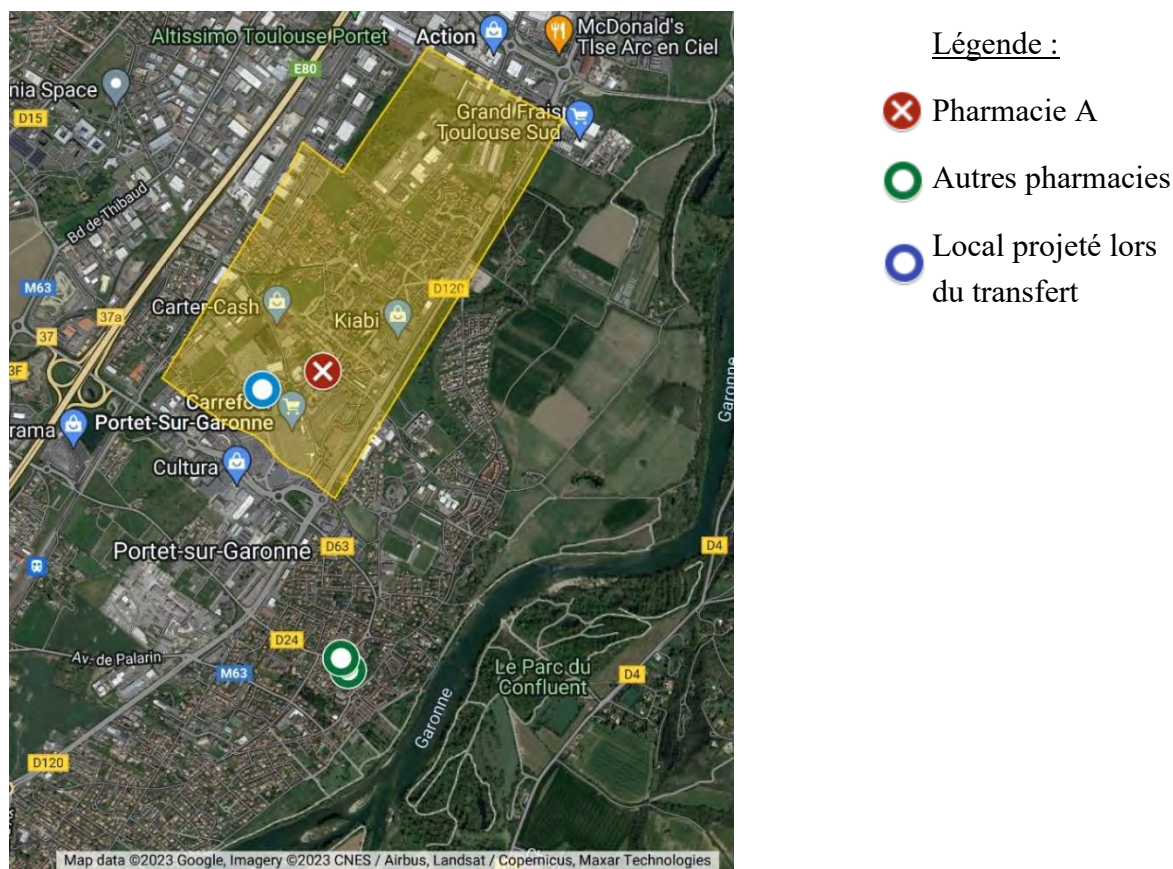 Altissimo Toulouse Portet
Action
McDonald's
Tlse Arc en Ciel
E80
nia Space
D15
Grand Frais
Toulouse Sud
Bd de Thibaud
M63
37a
37
3F
D120
Carter-Cash
Kiabi
Carrefo
Portet-Sur-Garonne
rama
Cultura
Garonne
Portet-sur-Garonne
D63
D4
D24
Av. de Palarin
M63
Le Parc du
Confluent
D4
Garonne
D120
Map data ©2023 Google, Imagery ©2023 CNES / Airbus, Landsat / Copernicus, Maxar Technologies
Légende :
Pharmacie A
Autres pharmacies
Local projeté lors
du transfert